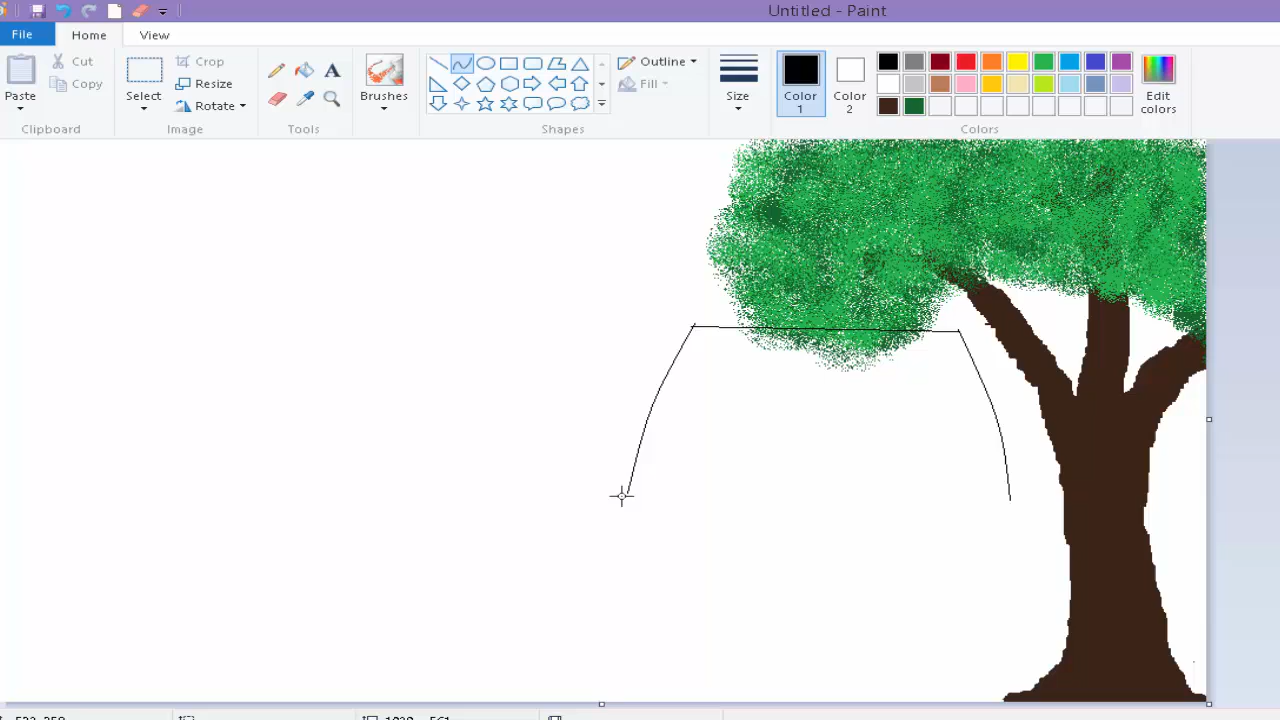 Untitled - Paint
File Home View
Cut
Copy
Paste
Clipboard
Select
Crop
Resize
Rotate
Image
A
Tools
Brushes
Outline
Fill
Shapes
Size
Color 1
Color 2
Edit colors
Colors